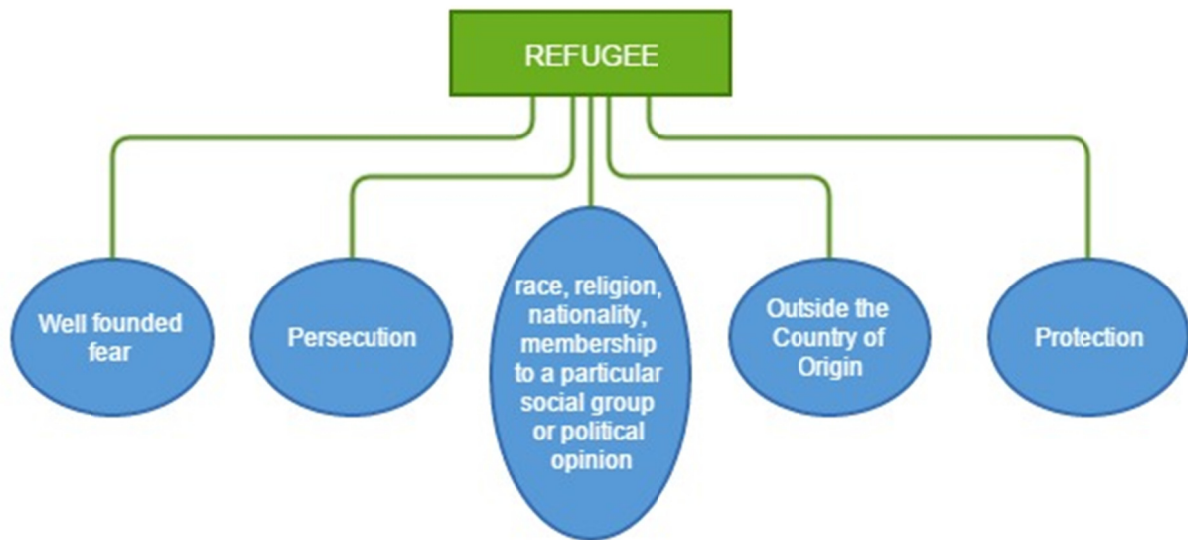 REFUGEE
Well founded
fear
Persecution
race, religion,
nationality,
membership
to a particular
social group
or political
opinion
Outside the
Country of
Origin
Protection